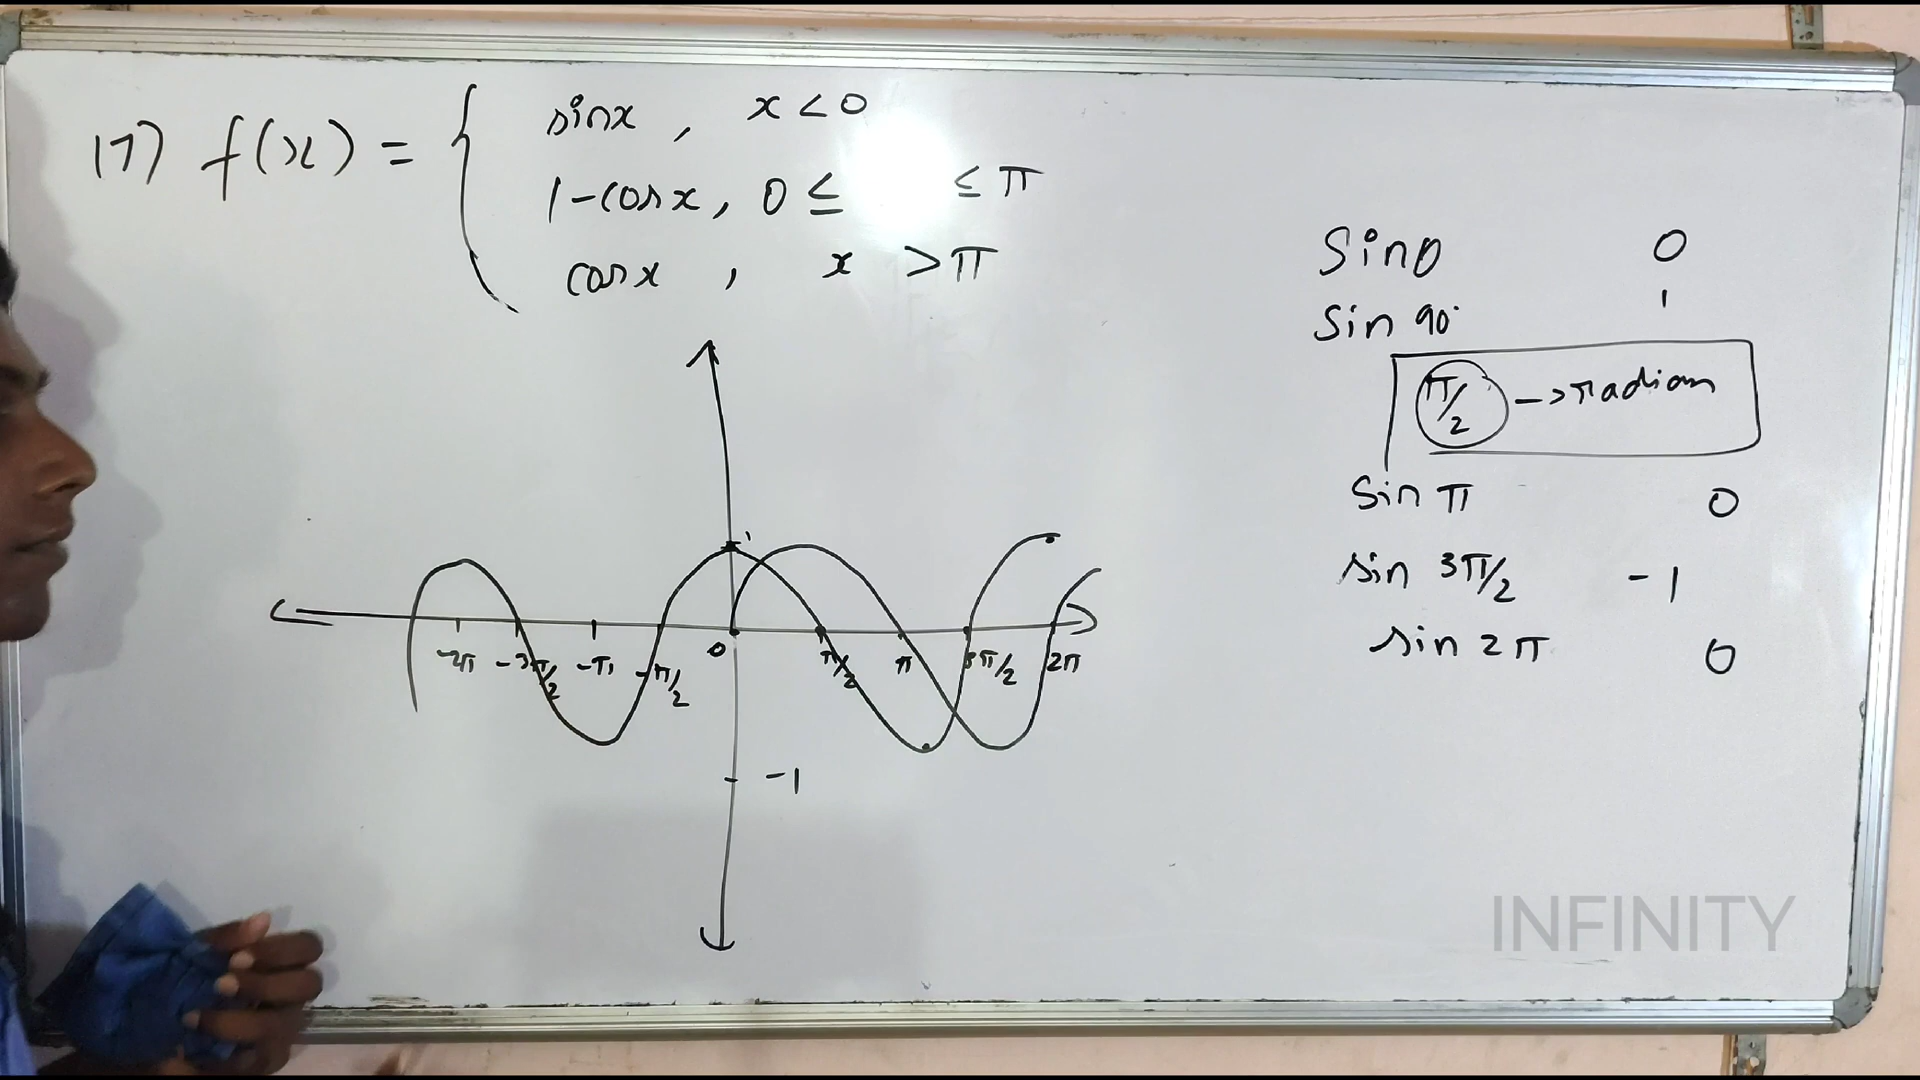 17) f(x) = { sinx , x < 0
1-cosx, 0 ≤ ≤ π
cosx , x > π
sin0 0
sin 90° 1
π/2 -> radian
sin π 0
sin 3π/2 -1
sin 2π 0
1
-2π -3π/2 -π -π/2 0 π/2 π 3π/2 2π
-1
INFINITY